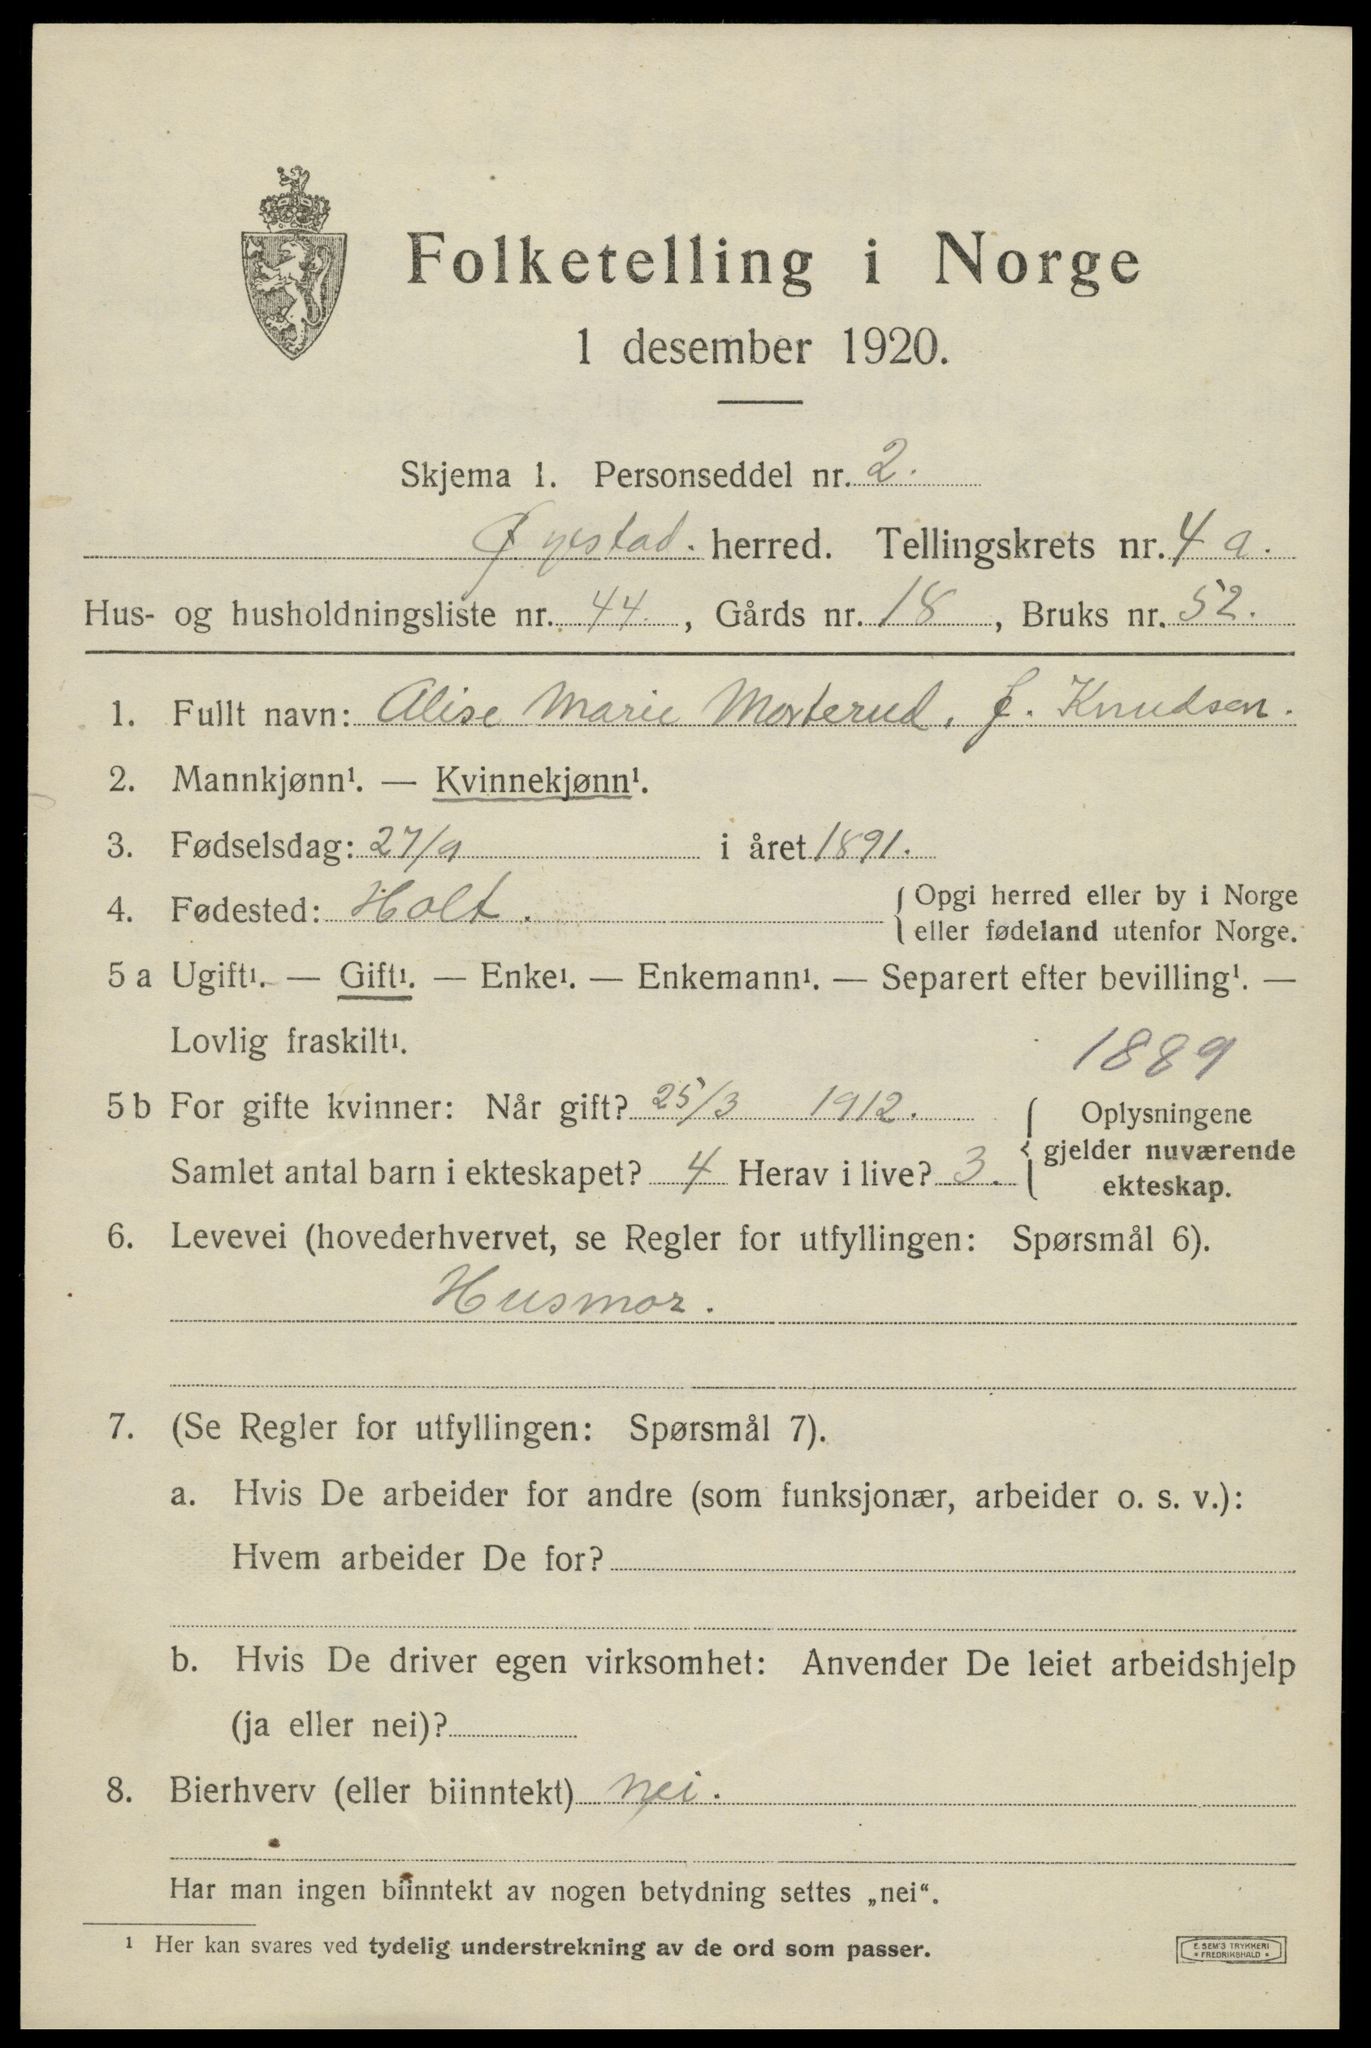 Folketelling i Norge
1 desember 1920.
Skjema 1. Personseddel nr. 2.
Øyestad. herred. Tellingskrets nr. 4 a.
Hus- og husholdningsliste nr. 44. , Gårds nr. 18 , Bruks nr. 52.
1. Fullt navn: Alise Marie Morterud, f. Knudsen.
2. Mannkjønn¹. — Kvinnekjønn¹.
3. Fødselsdag: 27/9 i året 1891.
4. Fødested: Holt. { Opgi herred eller by i Norge
eller fødeland utenfor Norge.
5 a Ugift¹. — Gift¹. — Enke¹. — Enkemann¹. — Separert efter bevilling¹. —
Lovlig fraskilt¹.
1889
5 b For gifte kvinner: Når gift? 25/3 1912. { Oplysningene
Samlet antal barn i ekteskapet? 4 Herav i live? 3. gjelder nuværende
ekteskap.
6. Levevei (hovederhvervet, se Regler for utfyllingen: Spørsmål 6).
Husmor.
7. (Se Regler for utfyllingen: Spørsmål 7).
a. Hvis De arbeider for andre (som funksjonær, arbeider o. s. v.):
Hvem arbeider De for?
b. Hvis De driver egen virksomhet: Anvender De leiet arbeidshjelp
(ja eller nei)?
8. Bierhverv (eller biinntekt) nei.
Har man ingen biinntekt av nogen betydning settes „nei“.
¹ Her kan svares ved tydelig understrekning av de ord som passer.
E. SEM'S TRYKKERI
* FREDRIKSHALD *